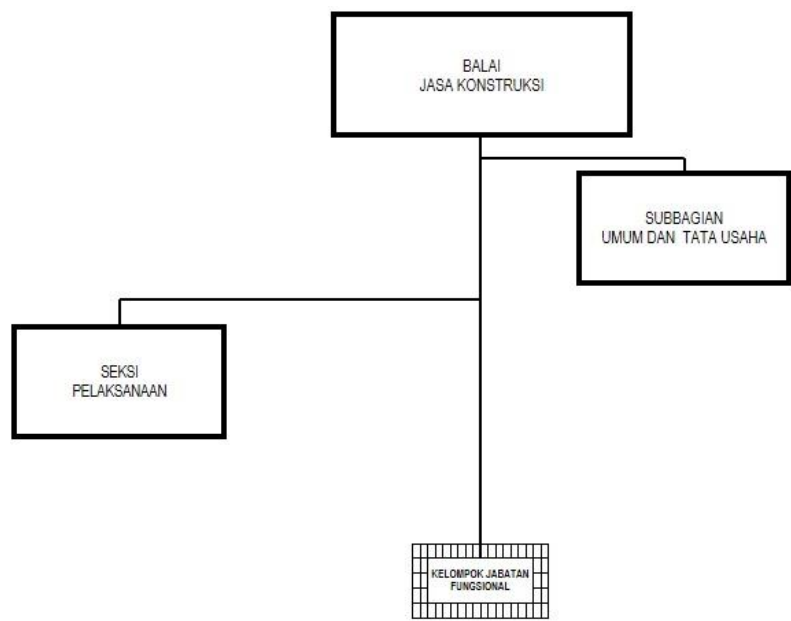 BALAI
JASA KONSTRUKSI
SUBBAGIAN
UMUM DAN TATA USAHA
SEKSI
PELAKSANAAN
KELOMPOK JABATAN
FUNGSIONAL